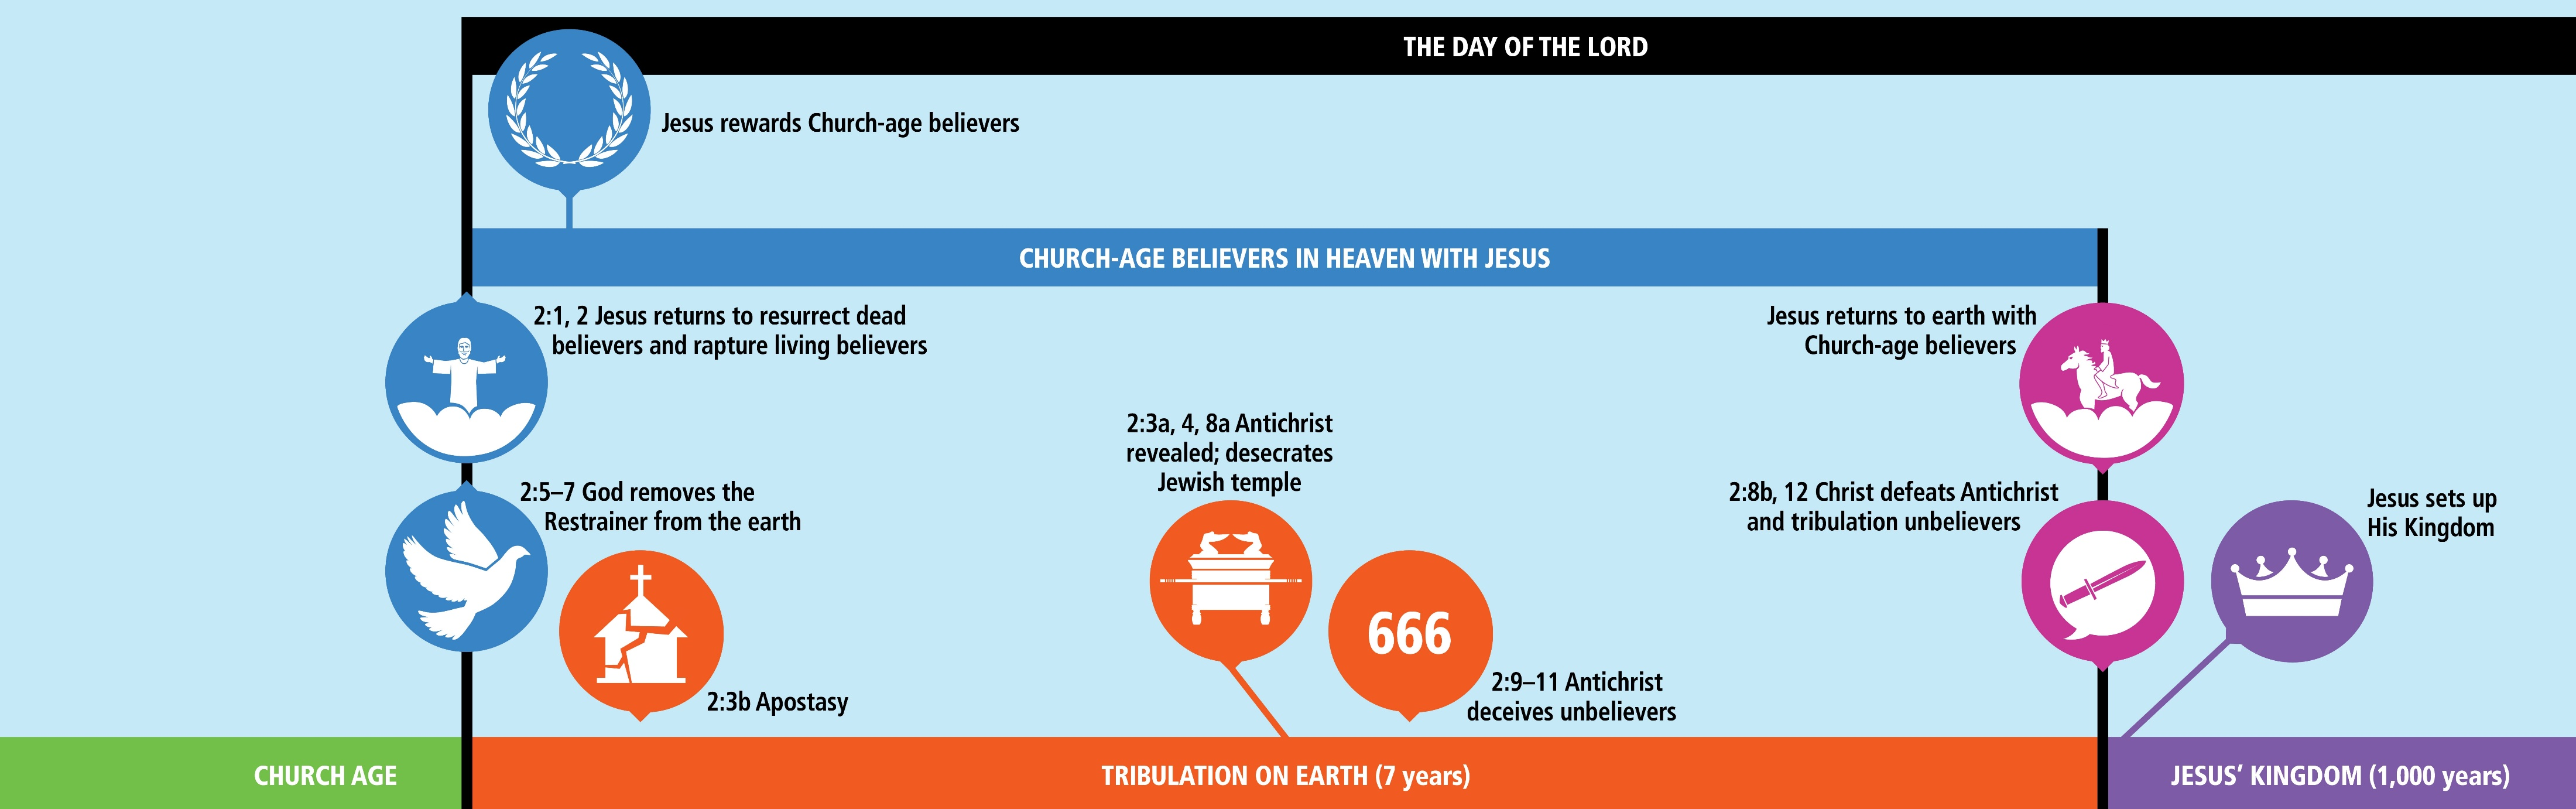 THE DAY OF THE LORD
Jesus rewards Church-age believers
CHURCH-AGE BELIEVERS IN HEAVEN WITH JESUS
2:1, 2 Jesus returns to resurrect dead
believers and rapture living believers
Jesus returns to earth with
Church-age believers
2:5–7 God removes the
Restrainer from the earth
2:3a, 4, 8a Antichrist
revealed; desecrates
Jewish temple
2:8b, 12 Christ defeats Antichrist
and tribulation unbelievers
Jesus sets up
His Kingdom
666
2:3b Apostasy
2:9–11 Antichrist
deceives unbelievers
CHURCH AGE
TRIBULATION ON EARTH (7 years)
JESUS’ KINGDOM (1,000 years)